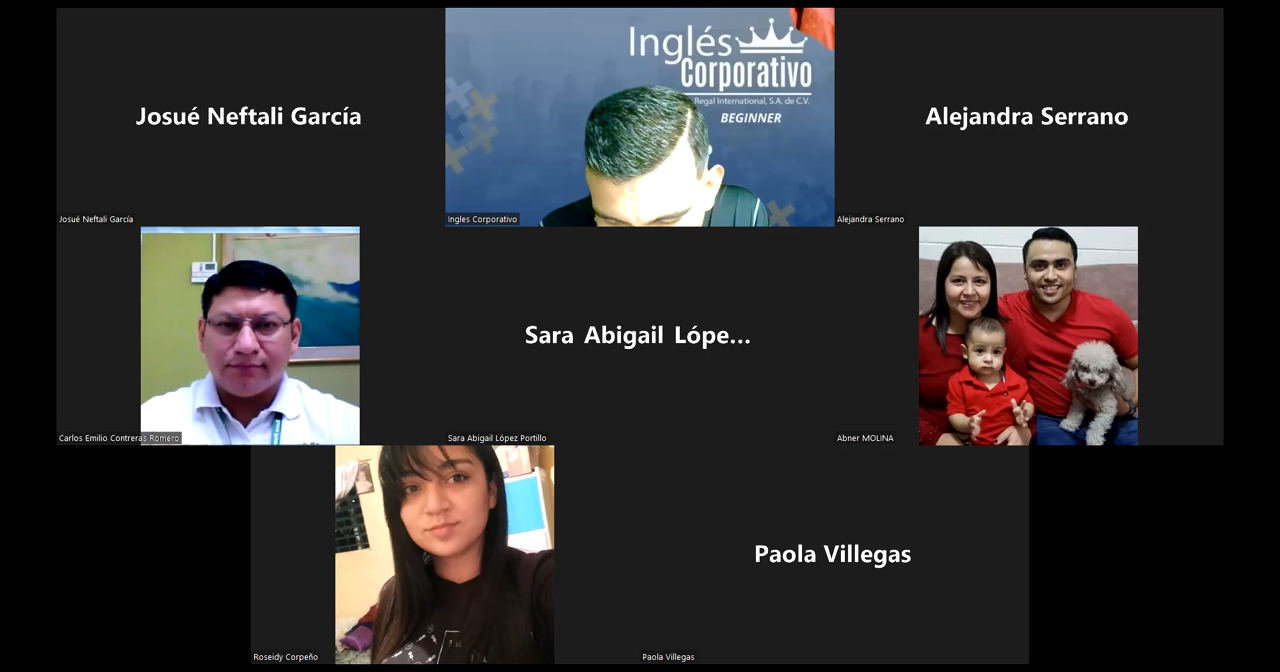 Josué Neftali García
Josué Neftali García
Inglés
Corporativo
Regal International, S.A. de C.V.
BEGINNER
Ingles Corporativo
Alejandra Serrano
Alejandra Serrano
Carlos Emilio Contreras Romero
Sara Abigail Lópe...
Sara Abigail López Portillo
Abner MOLINA
Roseidy Corpeño
Paola Villegas
Paola Villegas